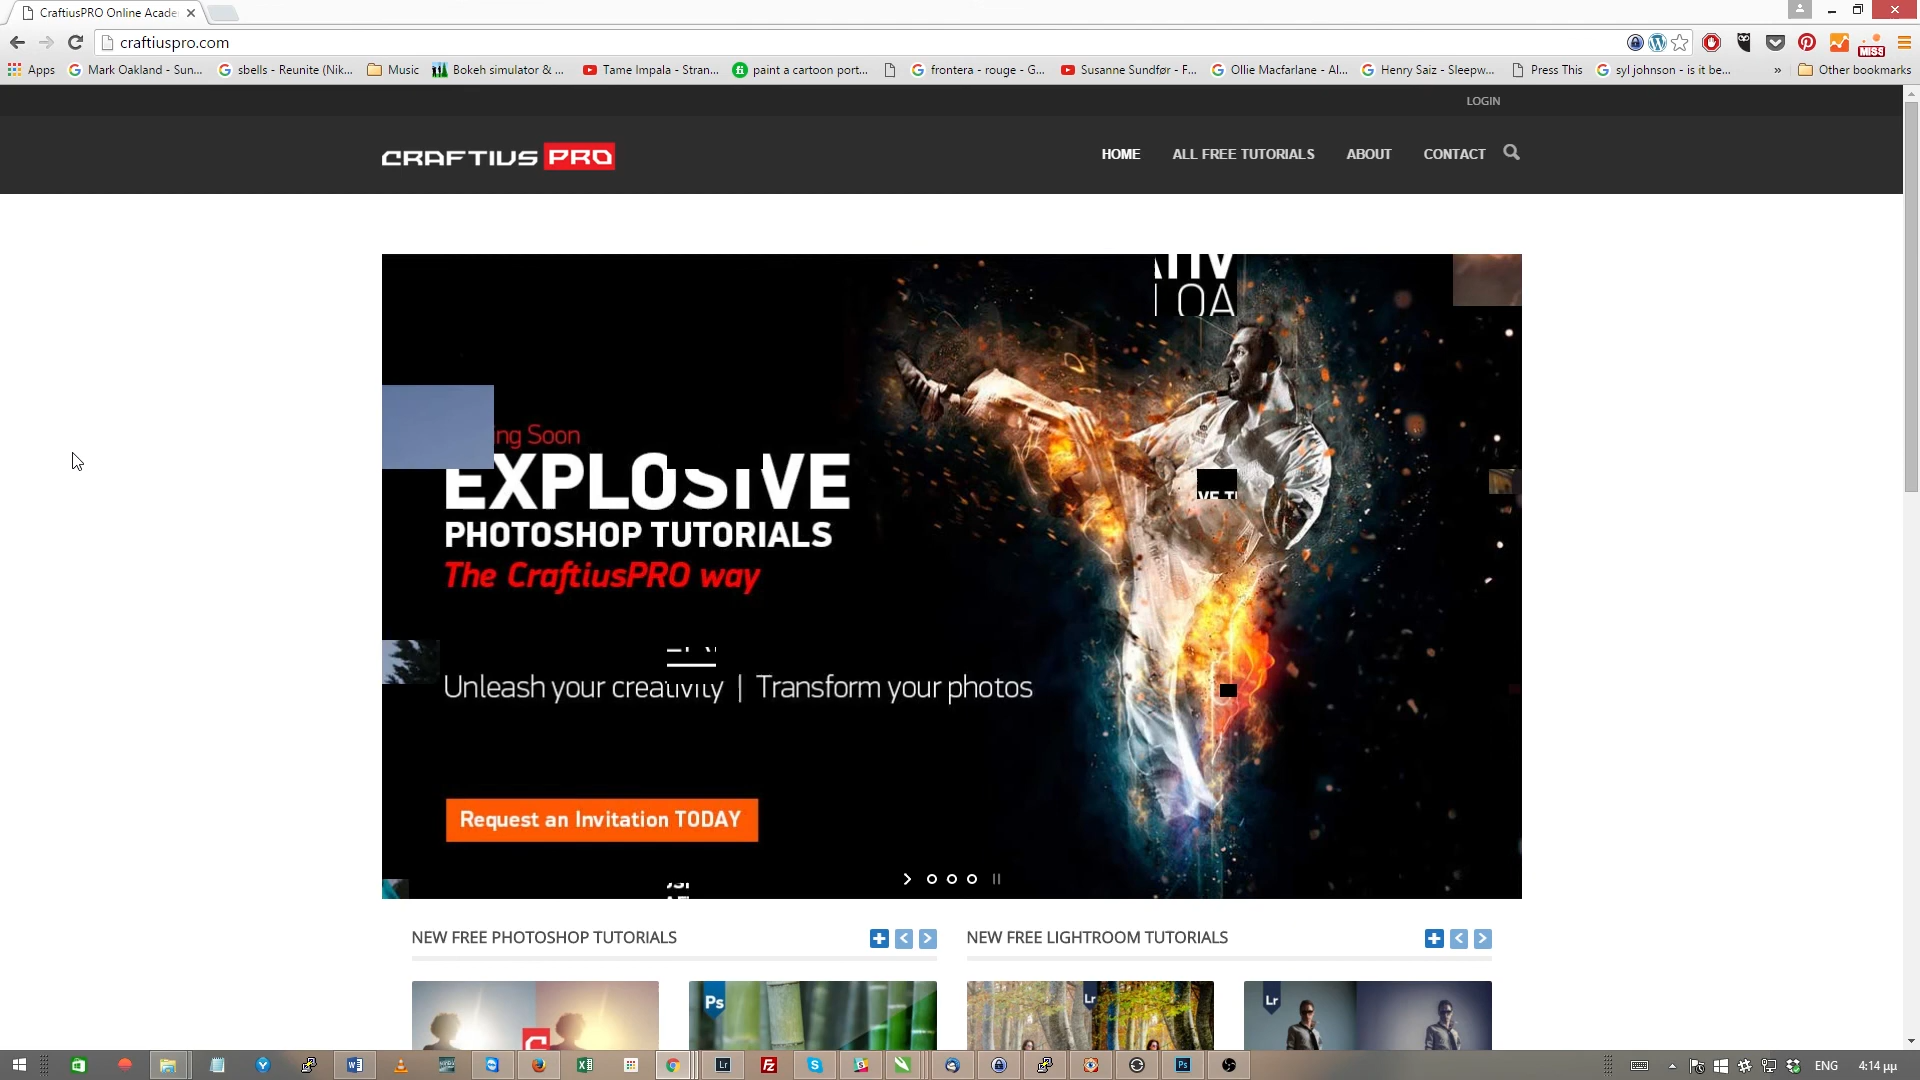 CraftiusPRO Online Acade
craftiuspro.com
MISS
Apps
Mark Oakland - Sun...
sbells - Reunite (Nik...
Music
Bokeh simulator & ...
Tame Impala - Stran...
paint a cartoon port...
frontera - rouge - G...
Susanne Sundfør - F...
Ollie Macfarlane - Al...
Henry Saiz - Sleepw...
Press This
syl johnson - is it be...
»
Other bookmarks
LOGIN
CRAFTIUS PRO
HOME
ALL FREE TUTORIALS
ABOUT
CONTACT
LOA
ng Soon
EXPLOSIVE
PHOTOSHOP TUTORIALS
The CraftiusPRO way
VE T
Unleash your creativity | Transform your photos
Request an Invitation TODAY
NEW FREE PHOTOSHOP TUTORIALS
NEW FREE LIGHTROOM TUTORIALS
Ps
Lr
Lr
ENG
4:14 μμ